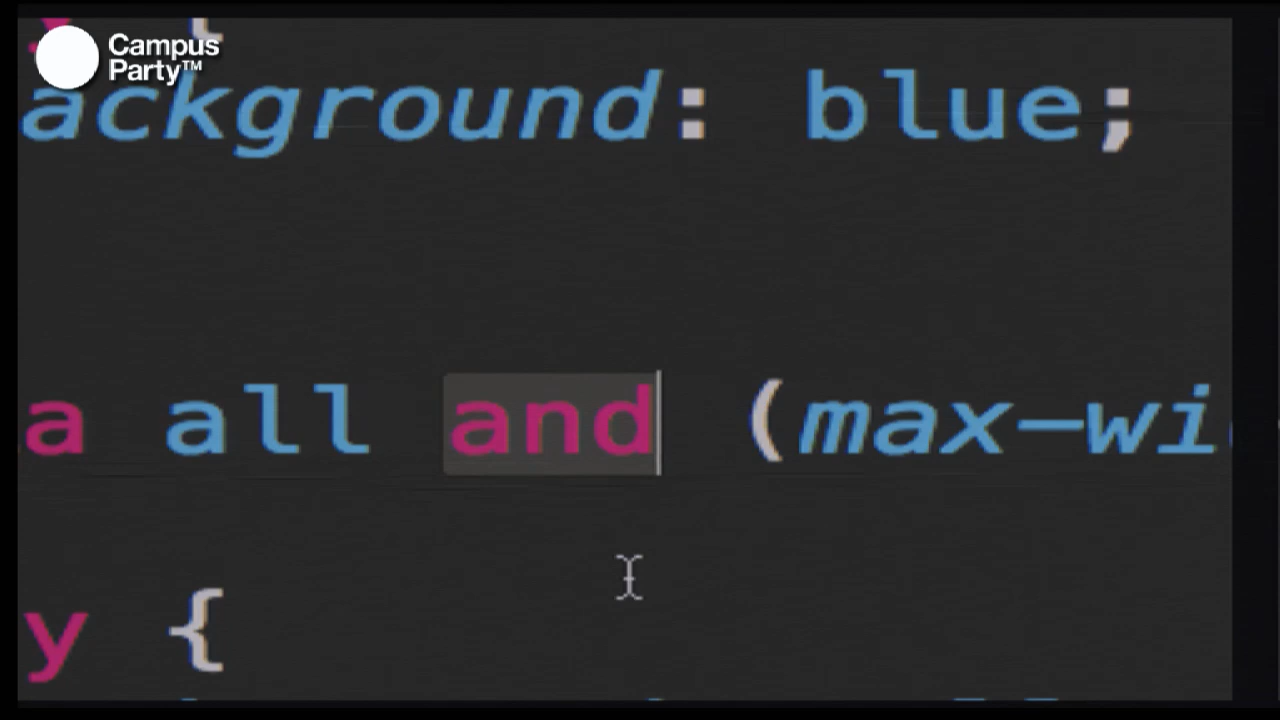 Campus
Party™
y {
ackground: blue;
a all and (max-wi
y {